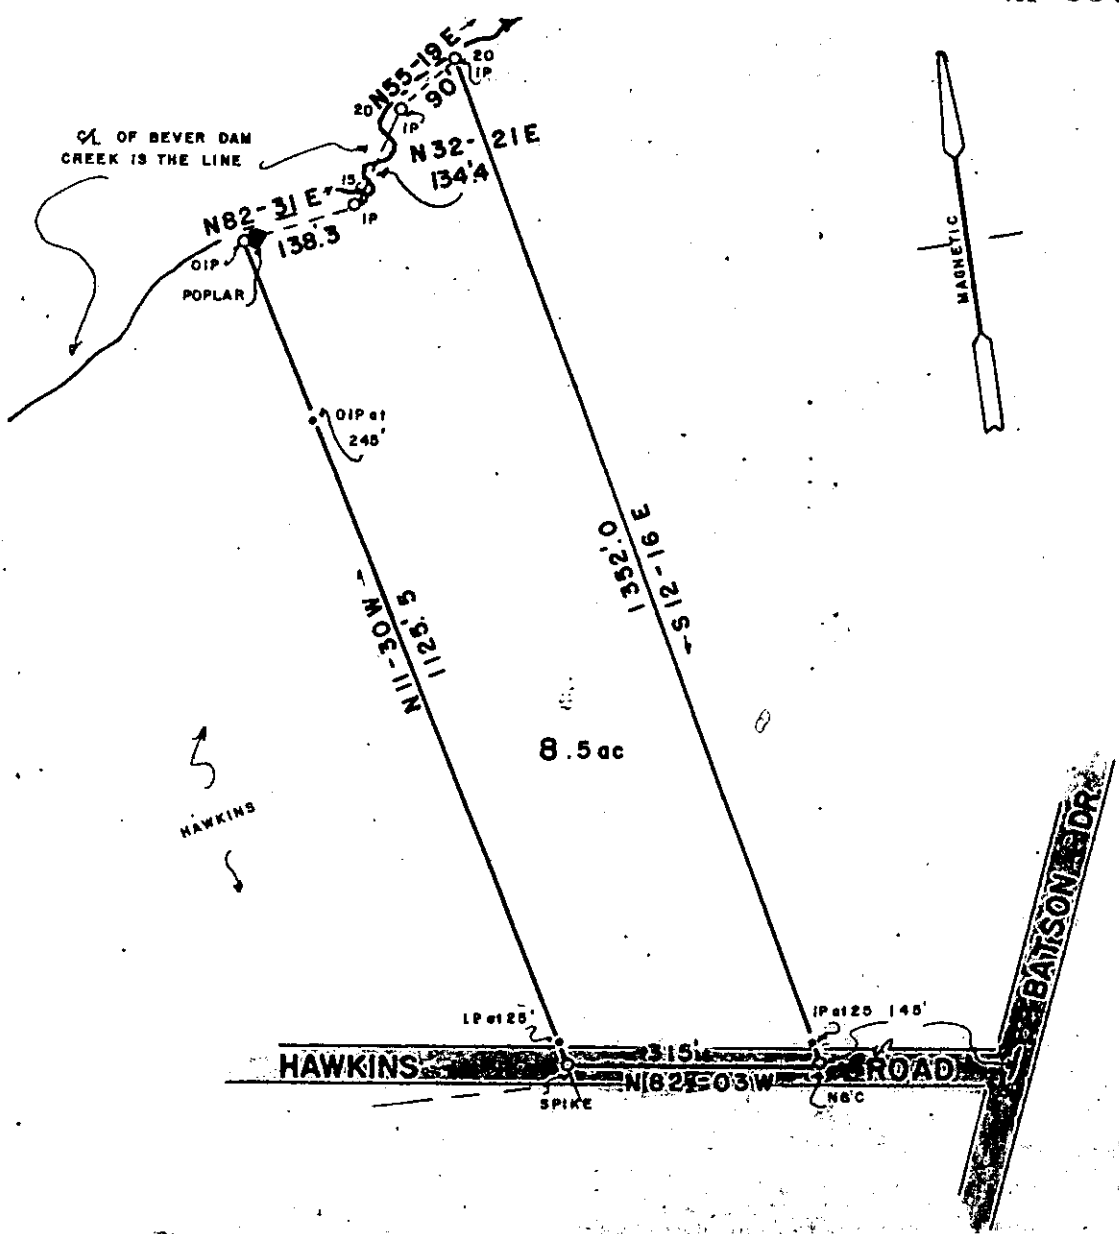 N55-19 E →
20
IP
90'
20
IP
℄ OF BEVER DAM
CREEK IS THE LINE
N32-21E
134'.4
N82-31 E
15
IP
138'.3
OIP
POPLAR
MAGNETIC
OIP at
245'
1352'.0
←S12-16 E
N11-30W→
1125'.5
8.5 ac
HAWKINS
BATSON DR.
IP at 25'
IP at 25
145'
315'
HAWKINS ROAD
N82-03W
SPIKE
N&C